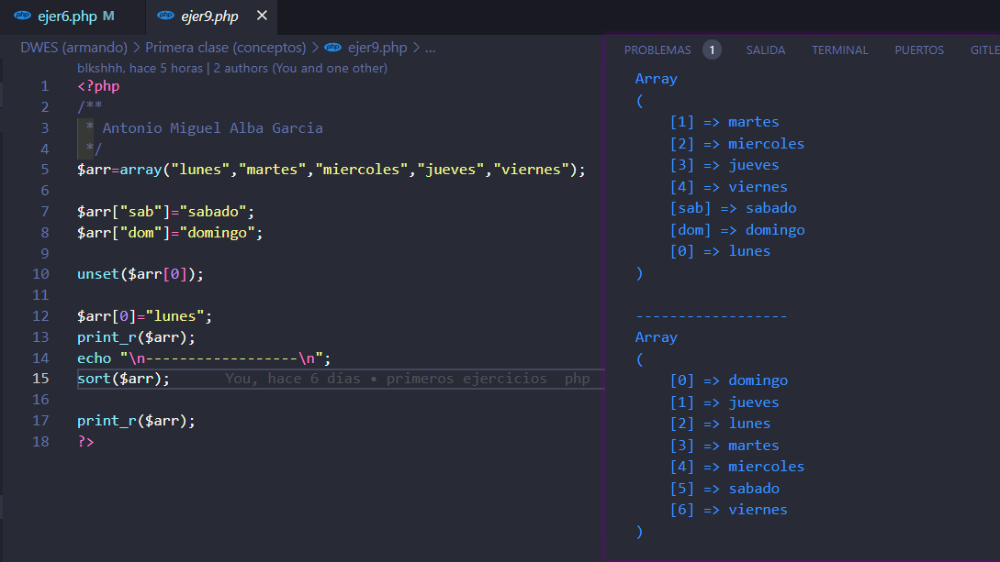 php ejer6.php M
php ejer9.php ×
DWES (armando) > Primera clase (conceptos) > php ejer9.php > ...
blkshhh, hace 5 horas | 2 authors (You and one other)
1 <?php
2 /**
3  * Antonio Miguel Alba Garcia
4  */
5 $arr=array("lunes","martes","miercoles","jueves","viernes");
6
7 $arr["sab"]="sabado";
8 $arr["dom"]="domingo";
9
10 unset($arr[0]);
11
12 $arr[0]="lunes";
13 print_r($arr);
14 echo "\n------------------\n";
15 sort($arr); You, hace 6 días • primeros ejercicios php
16
17 print_r($arr);
18 ?>
PROBLEMAS 1 SALIDA TERMINAL PUERTOS GITLE
Array
(
    [1] => martes
    [2] => miercoles
    [3] => jueves
    [4] => viernes
    [sab] => sabado
    [dom] => domingo
    [0] => lunes
)
------------------
Array
(
    [0] => domingo
    [1] => jueves
    [2] => lunes
    [3] => martes
    [4] => miercoles
    [5] => sabado
    [6] => viernes
)